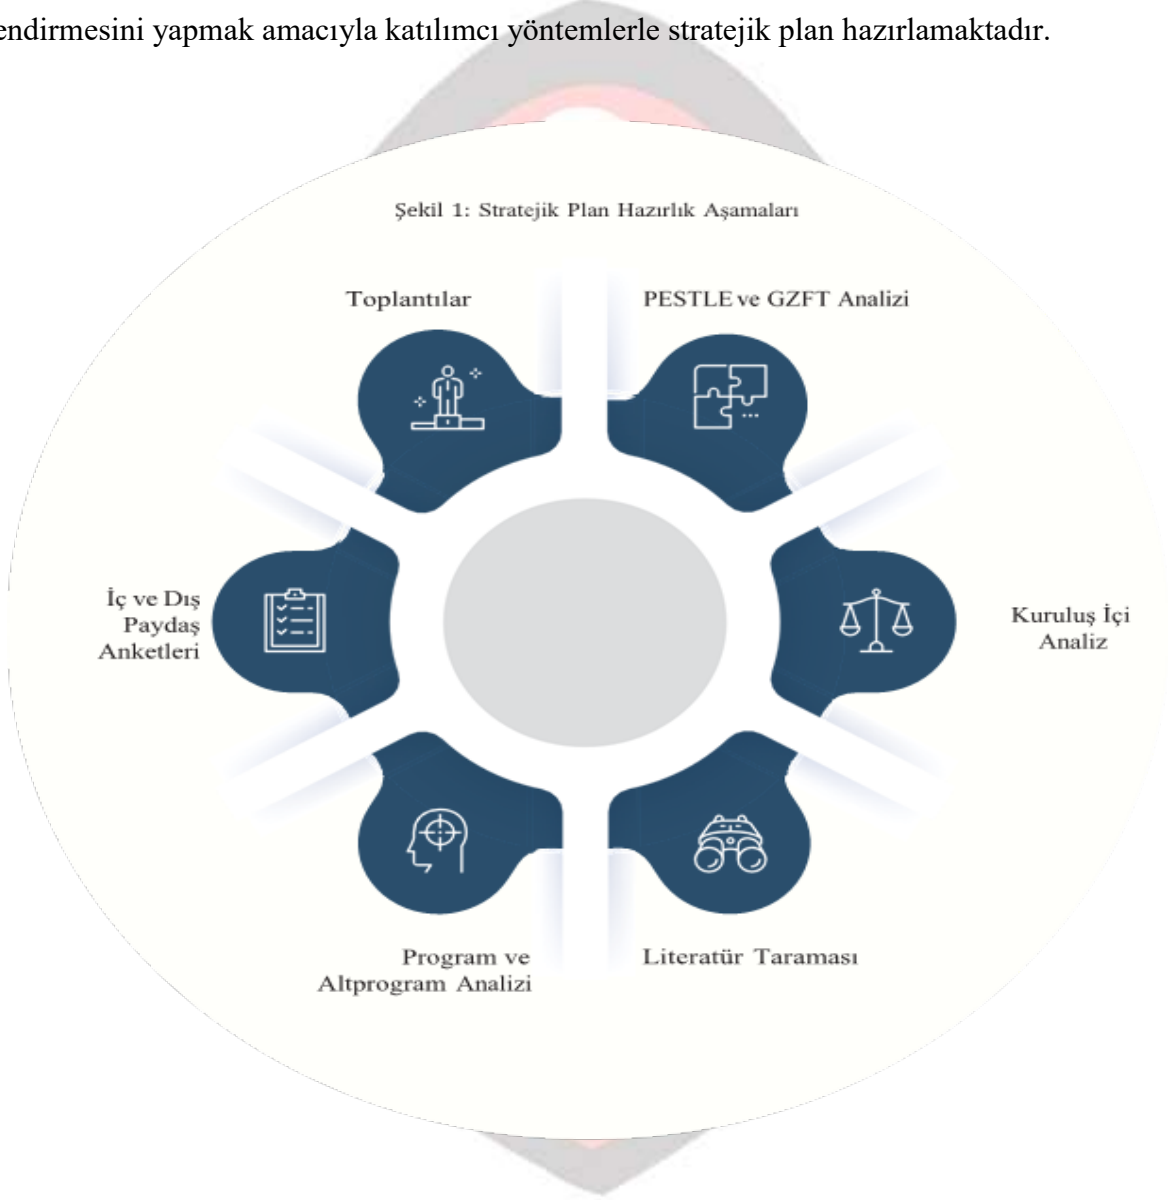 endirmesini yapmak amacıyla katılımcı yöntemlerle stratejik plan hazırlamaktadır.
Şekil 1: Stratejik Plan Hazırlık Aşamaları
Toplantılar
PESTLE ve GZFT Analizi
İç ve Dış
Paydaş
Anketleri
Kuruluş İçi
Analiz
Program ve
Altprogram Analizi
Literatür Taraması